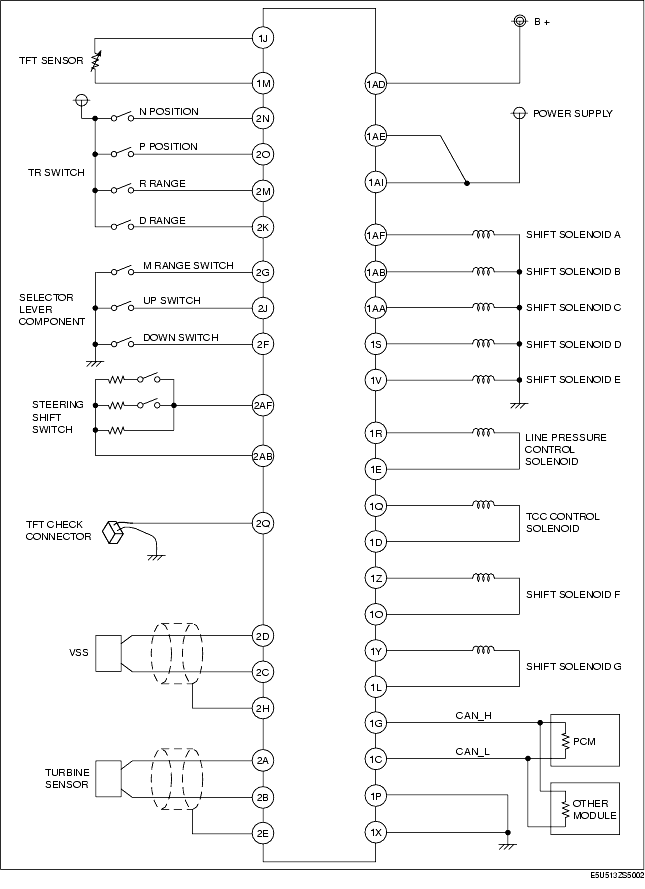 TFT SENSOR
1J
1M
TR SWITCH
N POSITION
2N
P POSITION
2O
R RANGE
2M
D RANGE
2K
SELECTOR
LEVER
COMPONENT
M RANGE SWITCH
2G
UP SWITCH
2J
DOWN SWITCH
2F
STEERING
SHIFT
SWITCH
2AF
2AB
TFT CHECK
CONNECTOR
2Q
VSS
2D
2C
2H
TURBINE
SENSOR
2A
2B
2E
B +
1AD
POWER SUPPLY
1AE
1AI
1AF
SHIFT SOLENOID A
1AB
SHIFT SOLENOID B
1AA
SHIFT SOLENOID C
1S
SHIFT SOLENOID D
1V
SHIFT SOLENOID E
1R
1E
LINE PRESSURE
CONTROL
SOLENOID
1Q
1D
TCC CONTROL
SOLENOID
1Z
1O
SHIFT SOLENOID F
1Y
1L
SHIFT SOLENOID G
1G
CAN_H
1C
CAN_L
PCM
OTHER
MODULE
1P
1X
E5U513ZS5002